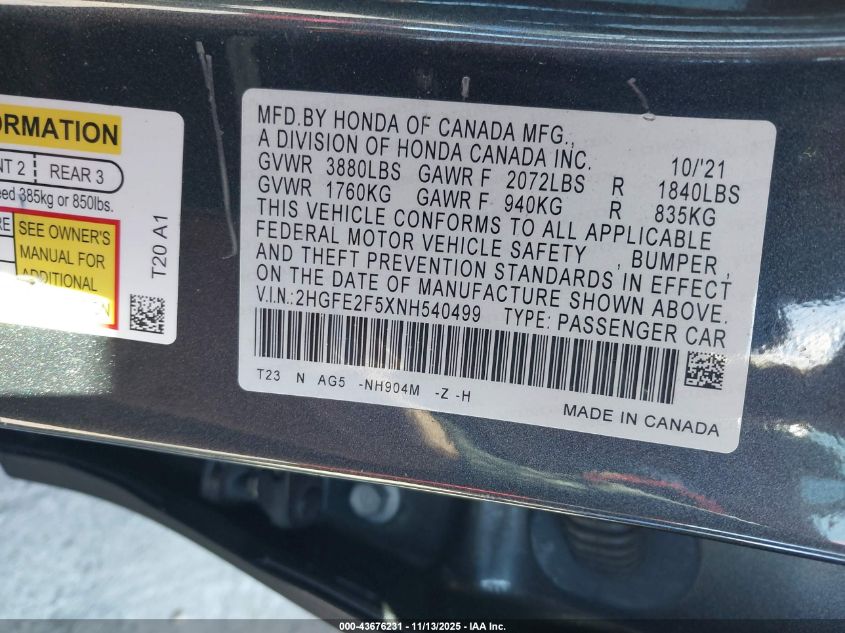 ORMATION
NT 2 REAR 3
eed 385kg or 850lbs.
RE
SEE OWNER'S
MANUAL FOR
ADDITIONAL
T20 A1
MFD.BY HONDA OF CANADA MFG.,
A DIVISION OF HONDA CANADA INC. 10/'21
GVWR 3880LBS GAWR F 2072LBS R 1840LBS
GVWR 1760KG GAWR F 940KG R 835KG
THIS VEHICLE CONFORMS TO ALL APPLICABLE
FEDERAL MOTOR VEHICLE SAFETY , BUMPER ,
AND THEFT PREVENTION STANDARDS IN EFFECT
ON THE DATE OF MANUFACTURE SHOWN ABOVE.
V.I.N.:2HGFE2F5XNH540499 TYPE: PASSENGER CAR
T23 N AG5 -NH904M -Z -H
MADE IN CANADA
000-43676231 - 11/13/2025 - IAA Inc.